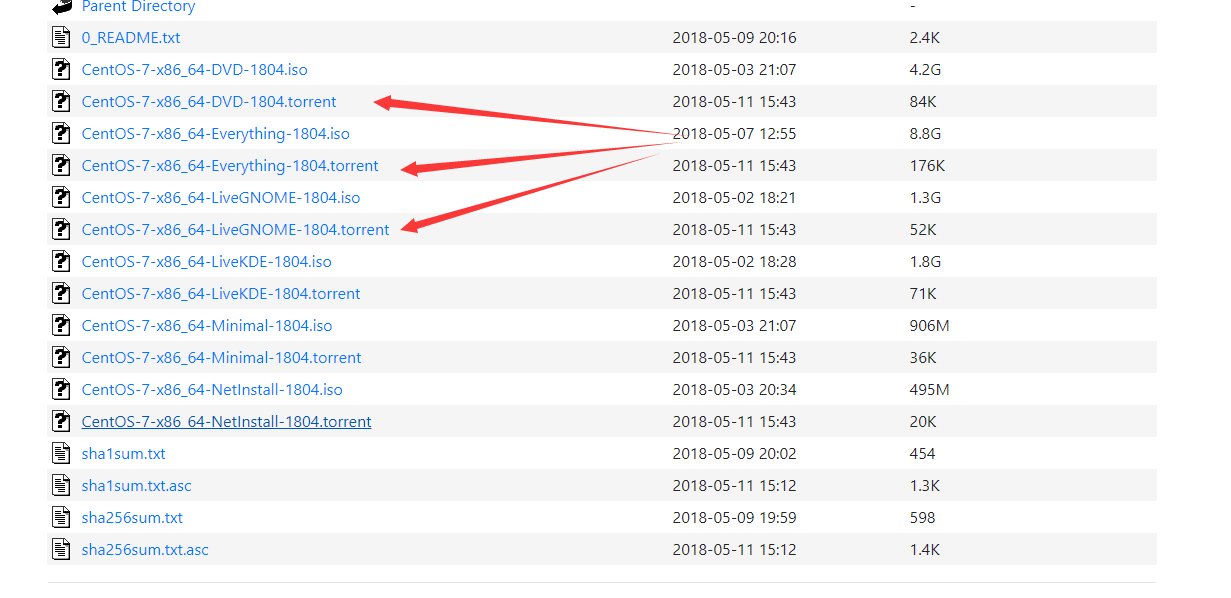 Parent Directory -
0_README.txt 2018-05-09 20:16 2.4K
CentOS-7-x86_64-DVD-1804.iso 2018-05-03 21:07 4.2G
CentOS-7-x86_64-DVD-1804.torrent 2018-05-11 15:43 84K
CentOS-7-x86_64-Everything-1804.iso 2018-05-07 12:55 8.8G
CentOS-7-x86_64-Everything-1804.torrent 2018-05-11 15:43 176K
CentOS-7-x86_64-LiveGNOME-1804.iso 2018-05-02 18:21 1.3G
CentOS-7-x86_64-LiveGNOME-1804.torrent 2018-05-11 15:43 52K
CentOS-7-x86_64-LiveKDE-1804.iso 2018-05-02 18:28 1.8G
CentOS-7-x86_64-LiveKDE-1804.torrent 2018-05-11 15:43 71K
CentOS-7-x86_64-Minimal-1804.iso 2018-05-03 21:07 906M
CentOS-7-x86_64-Minimal-1804.torrent 2018-05-11 15:43 36K
CentOS-7-x86_64-NetInstall-1804.iso 2018-05-03 20:34 495M
CentOS-7-x86_64-NetInstall-1804.torrent 2018-05-11 15:43 20K
sha1sum.txt 2018-05-09 20:02 454
sha1sum.txt.asc 2018-05-11 15:12 1.3K
sha256sum.txt 2018-05-09 19:59 598
sha256sum.txt.asc 2018-05-11 15:12 1.4K